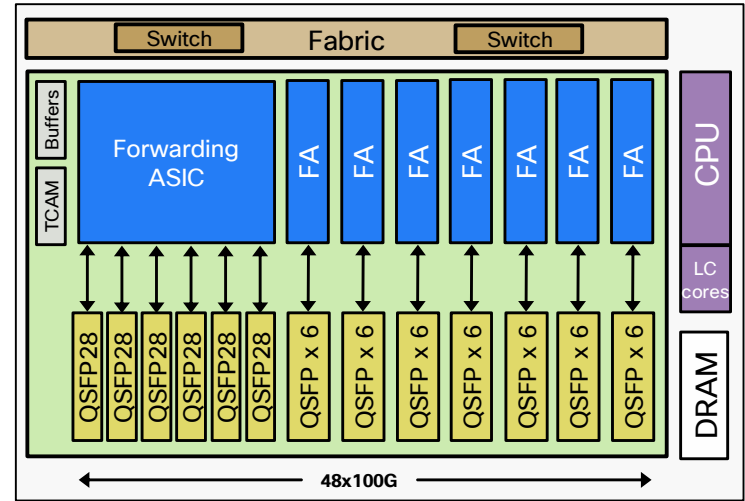 Switch
Fabric
Switch
Buffers
TCAM
Forwarding
ASIC
FA
FA
FA
FA
FA
FA
FA
CPU
LC
cores
DRAM
QSFP28
QSFP28
QSFP28
QSFP28
QSFP28
QSFP28
QSFP x 6
QSFP x 6
QSFP x 6
QSFP x 6
QSFP x 6
QSFP x 6
QSFP x 6
48x100G